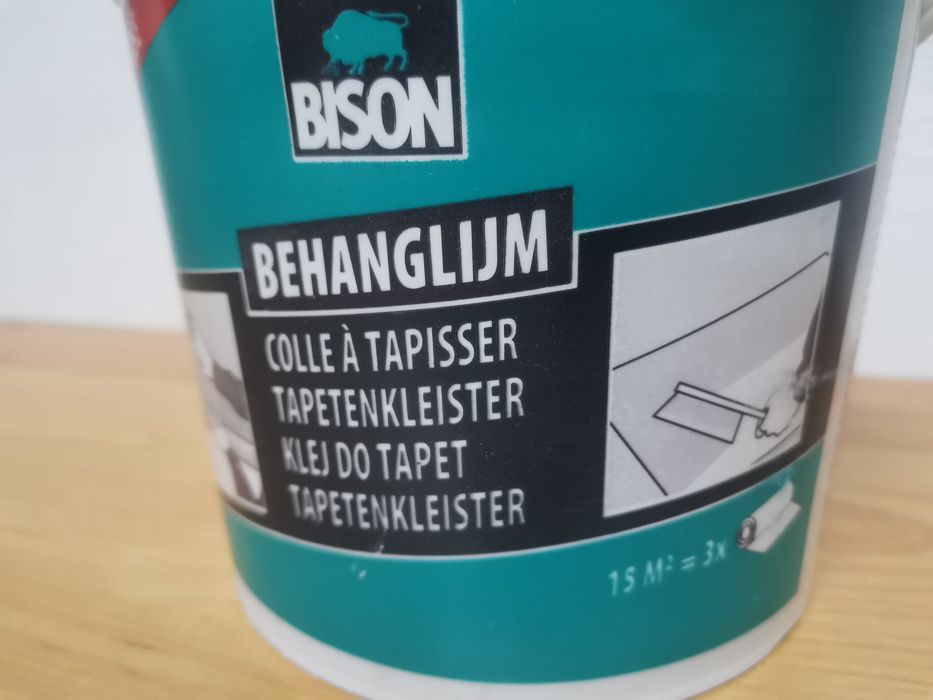 BISON
BEHANGLIJM
COLLE À TAPISSER
TAPETENKLEISTER
KLEJ DO TAPET
TAPETENKLEISTER
15 M² = 3x